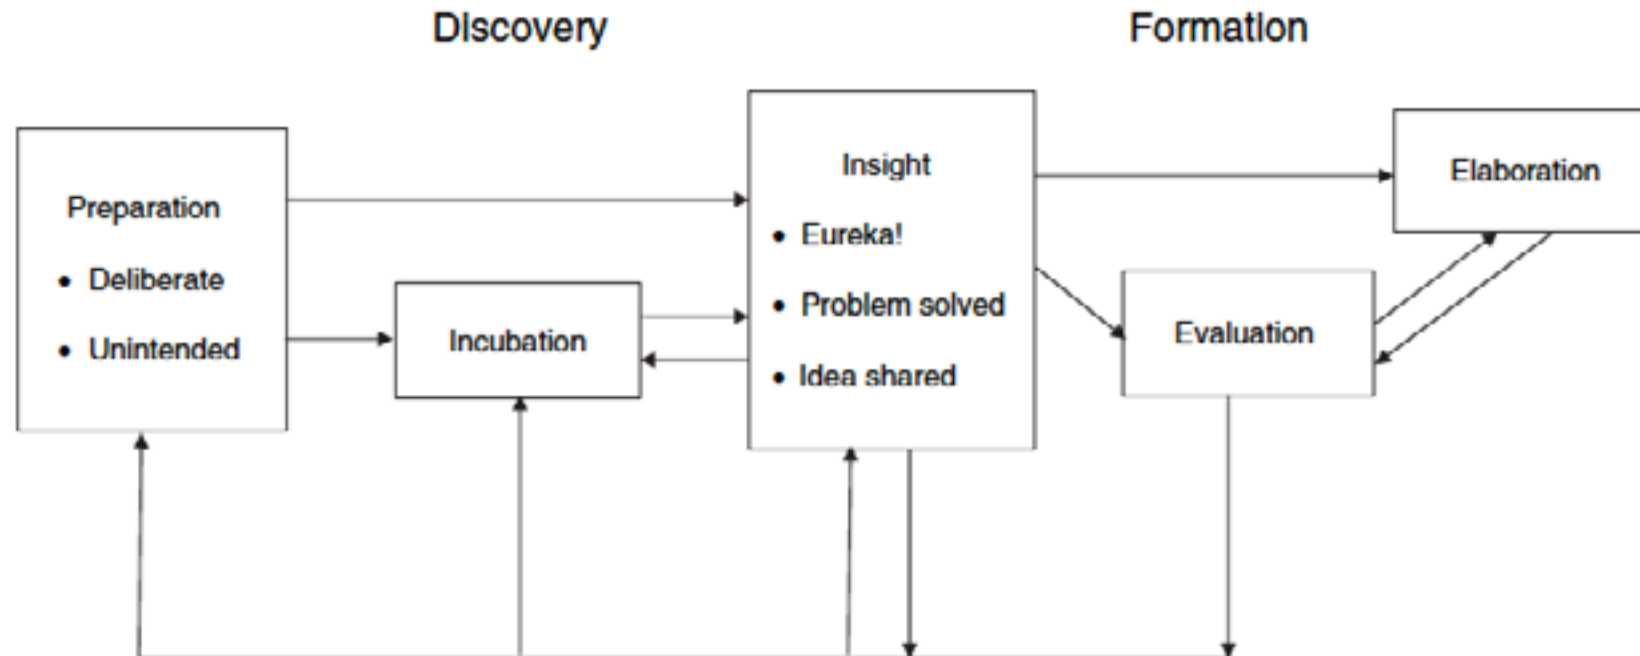 Discovery
Formation
Preparation
• Deliberate
• Unintended
Incubation
Insight
• Eureka!
• Problem solved
• Idea shared
Evaluation
Elaboration